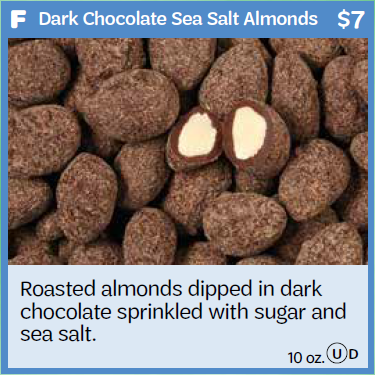 F Dark Chocolate Sea Salt Almonds $7
Roasted almonds dipped in dark
chocolate sprinkled with sugar and
sea salt.
10 oz. Ⓤ D